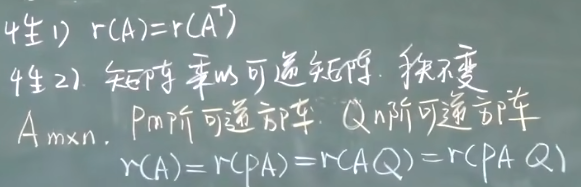 性1) r(A)=r(Aᵀ)
性2). 矩阵乘以可逆矩阵. 秩不变
Am×n. Pm阶可逆方阵. Qn阶可逆方阵
r(A)=r(PA)=r(AQ)=r(PAQ)